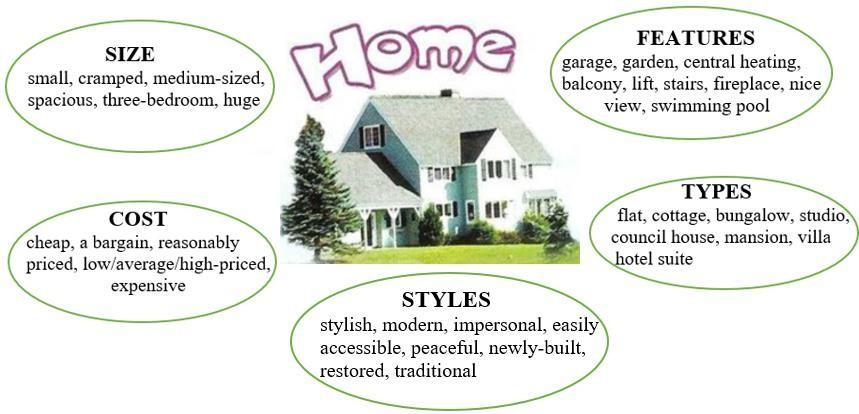 Home
SIZE
small, cramped, medium-sized,
spacious, three-bedroom, huge
FEATURES
garage, garden, central heating,
balcony, lift, stairs, fireplace, nice
view, swimming pool
COST
cheap, a bargain, reasonably
priced, low/average/high-priced,
expensive
TYPES
flat, cottage, bungalow, studio,
council house, mansion, villa
hotel suite
STYLES
stylish, modern, impersonal, easily
accessible, peaceful, newly-built,
restored, traditional